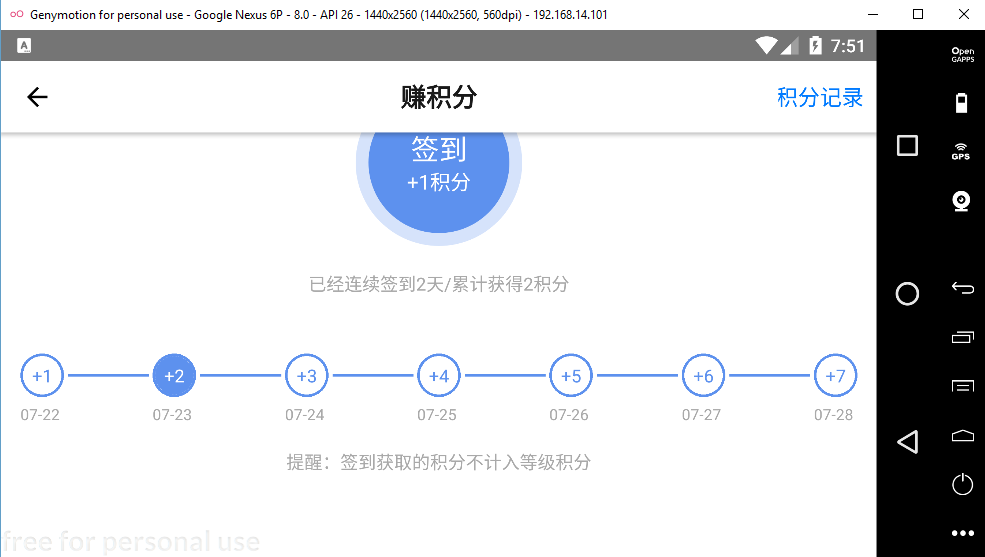 Genymotion for personal use - Google Nexus 6P - 8.0 - API 26 - 1440x2560 (1440x2560, 560dpi) - 192.168.14.101
A
7:51
Open
GAPPS
赚积分
积分记录
GPS
签到
+1积分
已经连续签到2天/累计获得2积分
+1 +2 +3 +4 +5 +6 +7
07-22 07-23 07-24 07-25 07-26 07-27 07-28
提醒：签到获取的积分不计入等级积分
free for personal use